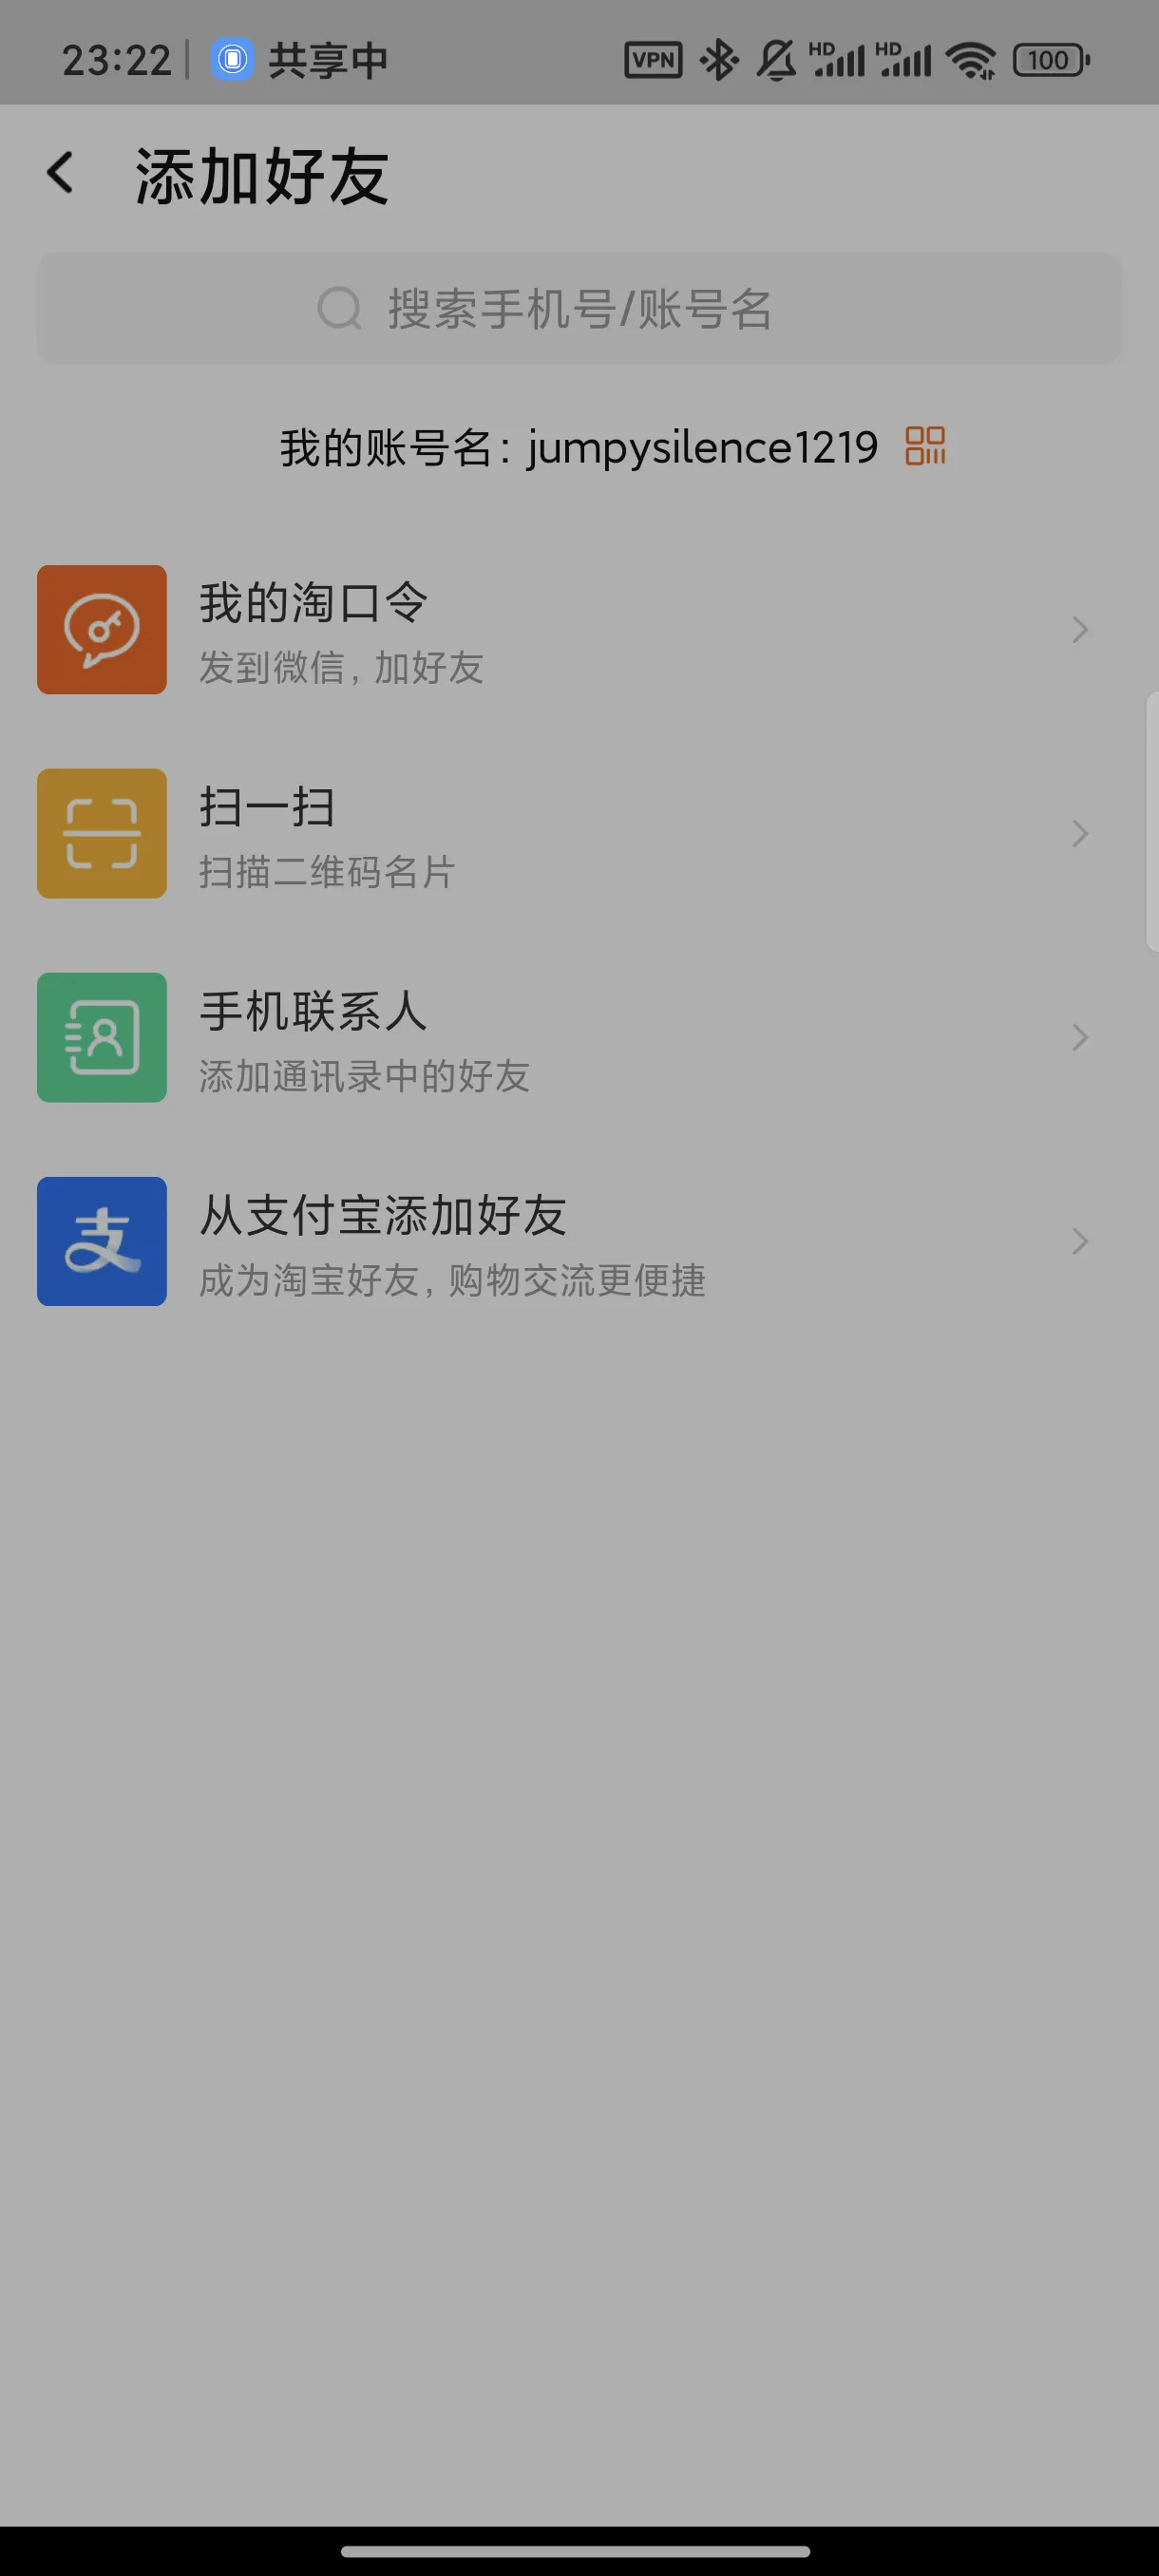 23:22 共享中 VPN HD HD 100
添加好友
搜索手机号/账号名
我的账号名：jumpysilence1219
我的淘口令
发到微信，加好友
扫一扫
扫描二维码名片
手机联系人
添加通讯录中的好友
支
从支付宝添加好友
成为淘宝好友，购物交流更便捷